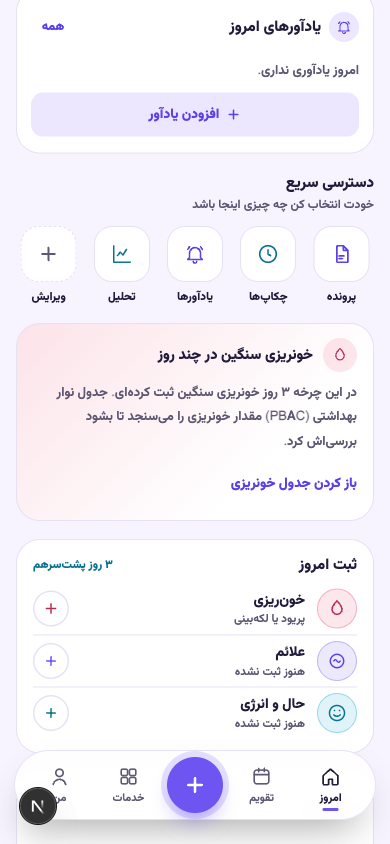 یادآورهای امروز
همه
امروز یادآوری نداری.
+ افزودن یادآور
دسترسی سریع
خودت انتخاب کن چه چیزی اینجا باشد
پرونده
چکاپ‌ها
یادآورها
تحلیل
ویرایش
خونریزی سنگین در چند روز
در این چرخه ۳ روز خونریزی سنگین ثبت کرده‌ای. جدول نوار
بهداشتی (PBAC) مقدار خونریزی را می‌سنجد تا بشود
بررسی‌اش کرد.
باز کردن جدول خونریزی
ثبت امروز
۳ روز پشت‌سرهم
خون‌ریزی
پریود یا لکه‌بینی
علائم
هنوز ثبت نشده
حال و انرژی
هنوز ثبت نشده
امروز
تقویم
خدمات
من
N